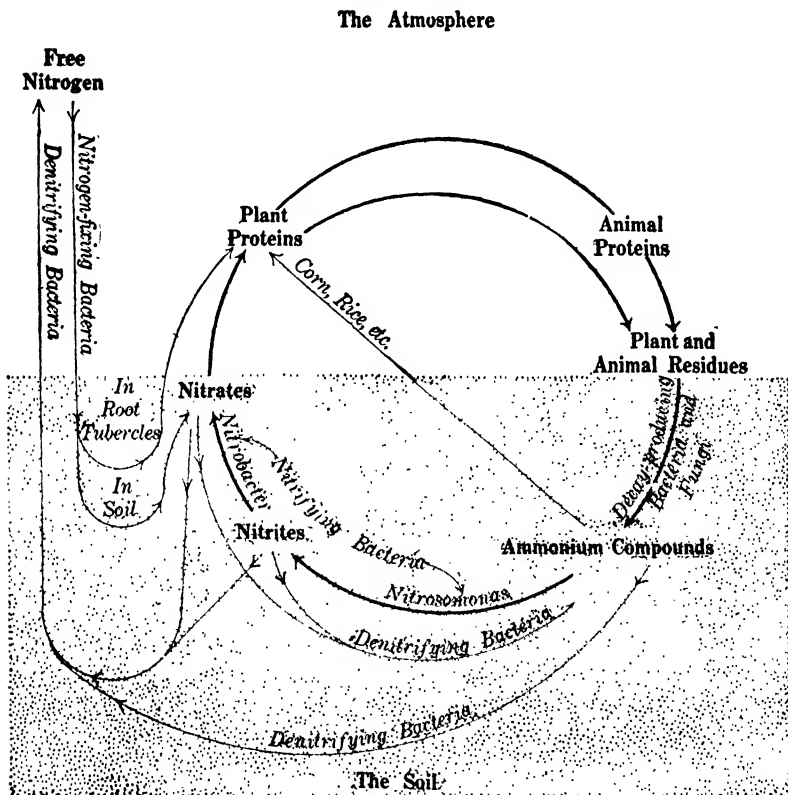 The Atmosphere
Free
Nitrogen
Denitrifying Bacteria
Nitrogen-fixing Bacteria
Plant
Proteins
Animal
Proteins
Corn, Rice, etc.
Plant and
Animal Residues
Nitrates
In
Root
Tubercles
In
Soil
Nitrobacter
Nitrifying Bacteria
Decay-producing
Bacteria and
Fungi
Nitrites
Ammonium Compounds
Nitrosomonas
Denitrifying Bacteria
Denitrifying Bacteria
The Soil